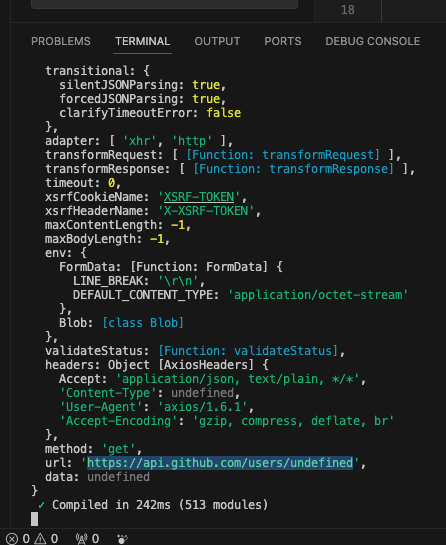 18
PROBLEMS TERMINAL OUTPUT PORTS DEBUG CONSOLE
transitional: {
silentJSONParsing: true,
forcedJSONParsing: true,
clarifyTimeoutError: false
},
adapter: [ 'xhr', 'http' ],
transformRequest: [ [Function: transformRequest] ],
transformResponse: [ [Function: transformResponse] ],
timeout: 0,
xsrfCookieName: 'XSRF-TOKEN',
xsrfHeaderName: 'X-XSRF-TOKEN',
maxContentLength: -1,
maxBodyLength: -1,
env: {
FormData: [Function: FormData] {
LINE_BREAK: '\r\n',
DEFAULT_CONTENT_TYPE: 'application/octet-stream'
},
Blob: [class Blob]
},
validateStatus: [Function: validateStatus],
headers: Object [AxiosHeaders] {
Accept: 'application/json, text/plain, */*',
'Content-Type': undefined,
'User-Agent': 'axios/1.6.1',
'Accept-Encoding': 'gzip, compress, deflate, br'
},
method: 'get',
url: 'https://api.github.com/users/undefined',
data: undefined
}
✓ Compiled in 242ms (513 modules)
0 0 0